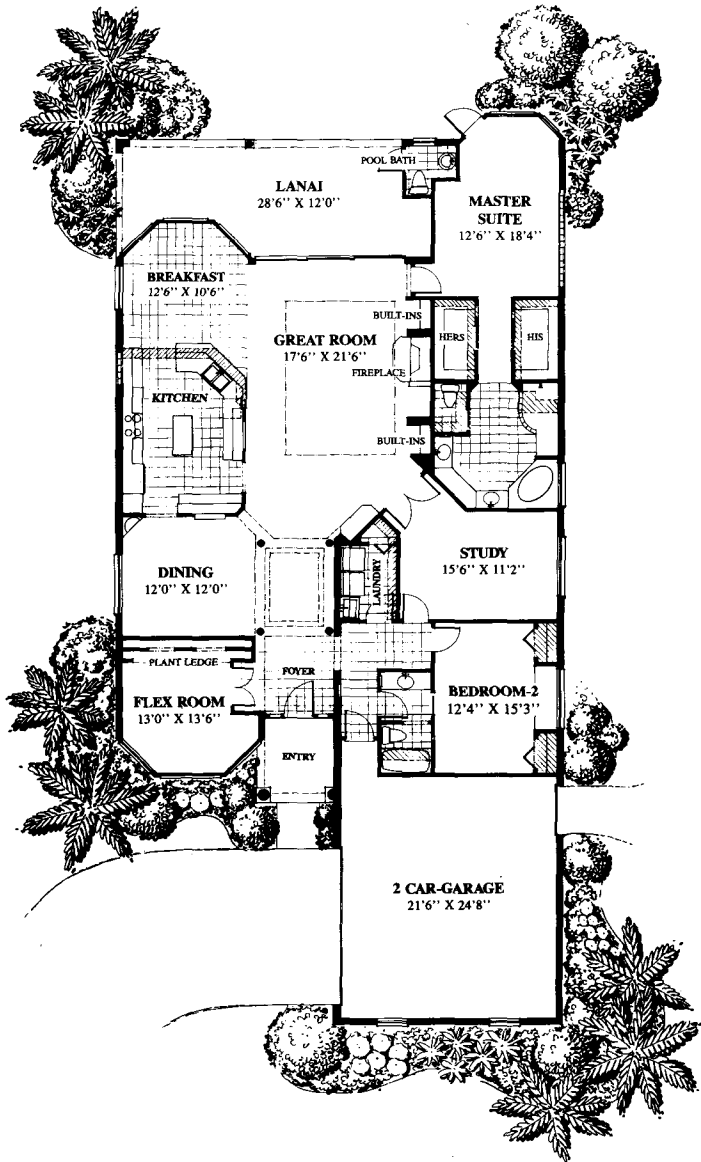 POOL BATH
LANAI
28'6'' X 12'0''
MASTER
SUITE
12'6'' X 18'4''
BREAKFAST
12'6'' X 10'6''
BUILT-INS
GREAT ROOM
17'6'' X 21'6''
HERS
HIS
FIREPLACE
KITCHEN
BUILT-INS
STUDY
15'6'' X 11'2''
DINING
12'0'' X 12'0''
LAUNDRY
PLANT LEDGE
FOYER
FLEX ROOM
13'0'' X 13'6''
BEDROOM-2
12'4'' X 15'3''
ENTRY
2 CAR-GARAGE
21'6'' X 24'8''